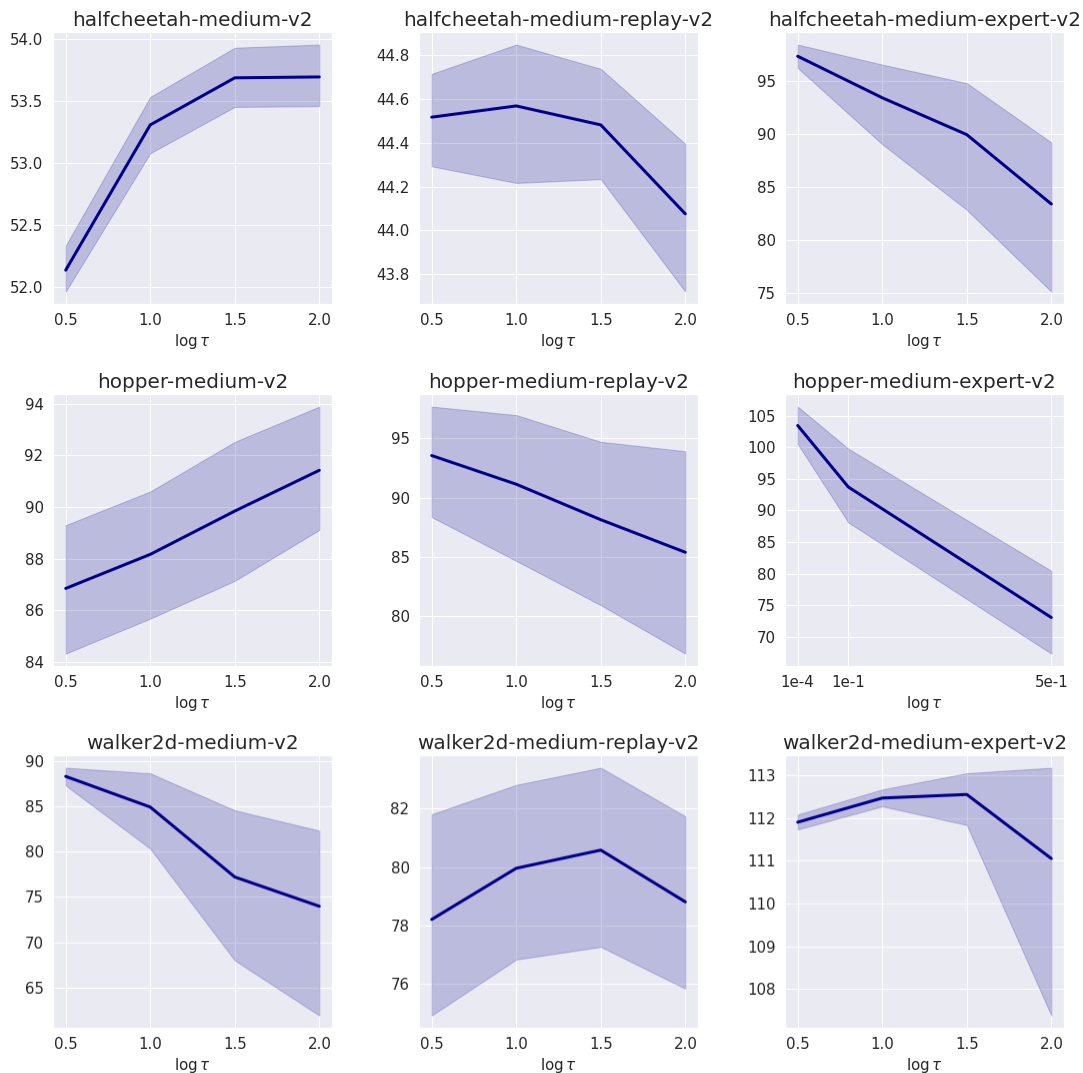 halfcheetah-medium-v2
54.0
53.5
53.0
52.5
52.0
0.5 1.0 1.5 2.0
log τ
halfcheetah-medium-replay-v2
44.8
44.6
44.4
44.2
44.0
43.8
0.5 1.0 1.5 2.0
log τ
halfcheetah-medium-expert-v2
95
90
85
80
75
0.5 1.0 1.5 2.0
log τ
hopper-medium-v2
94
92
90
88
86
84
0.5 1.0 1.5 2.0
log τ
hopper-medium-replay-v2
95
90
85
80
0.5 1.0 1.5 2.0
log τ
hopper-medium-expert-v2
105
100
95
90
85
80
75
70
1e-4 1e-1 5e-1
log τ
walker2d-medium-v2
90
85
80
75
70
65
0.5 1.0 1.5 2.0
log τ
walker2d-medium-replay-v2
82
80
78
76
0.5 1.0 1.5 2.0
log τ
walker2d-medium-expert-v2
113
112
111
110
109
108
0.5 1.0 1.5 2.0
log τ